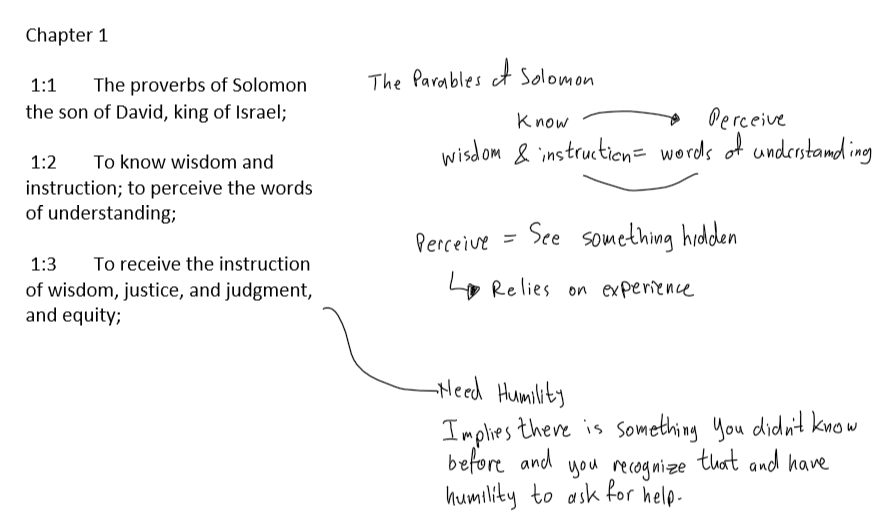 Chapter 1
1:1 The proverbs of Solomon
the son of David, king of Israel;
1:2 To know wisdom and
instruction; to perceive the words
of understanding;
1:3 To receive the instruction
of wisdom, justice, and judgment,
and equity;
The Parables of Solomon
Know Perceive
wisdom & instruction= words of understanding
Perceive = See something hidden
Relies on experience
Need Humility
Implies there is something you didn't know
before and you recognize that and have
humility to ask for help.